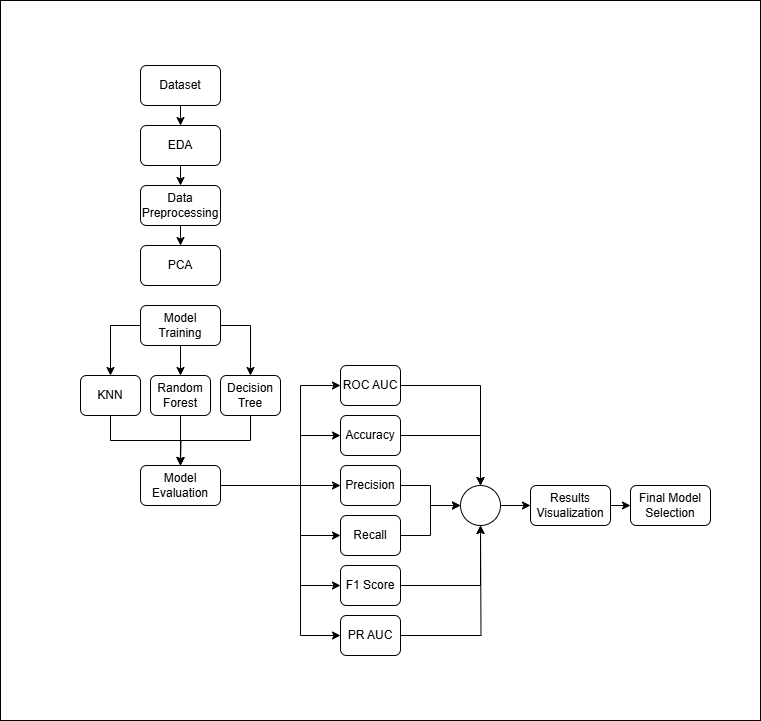 Dataset
EDA
Data
Preprocessing
PCA
Model
Training
KNN
Random
Forest
Decision
Tree
Model
Evaluation
ROC AUC
Accuracy
Precision
Recall
F1 Score
PR AUC
Results
Visualization
Final Model
Selection